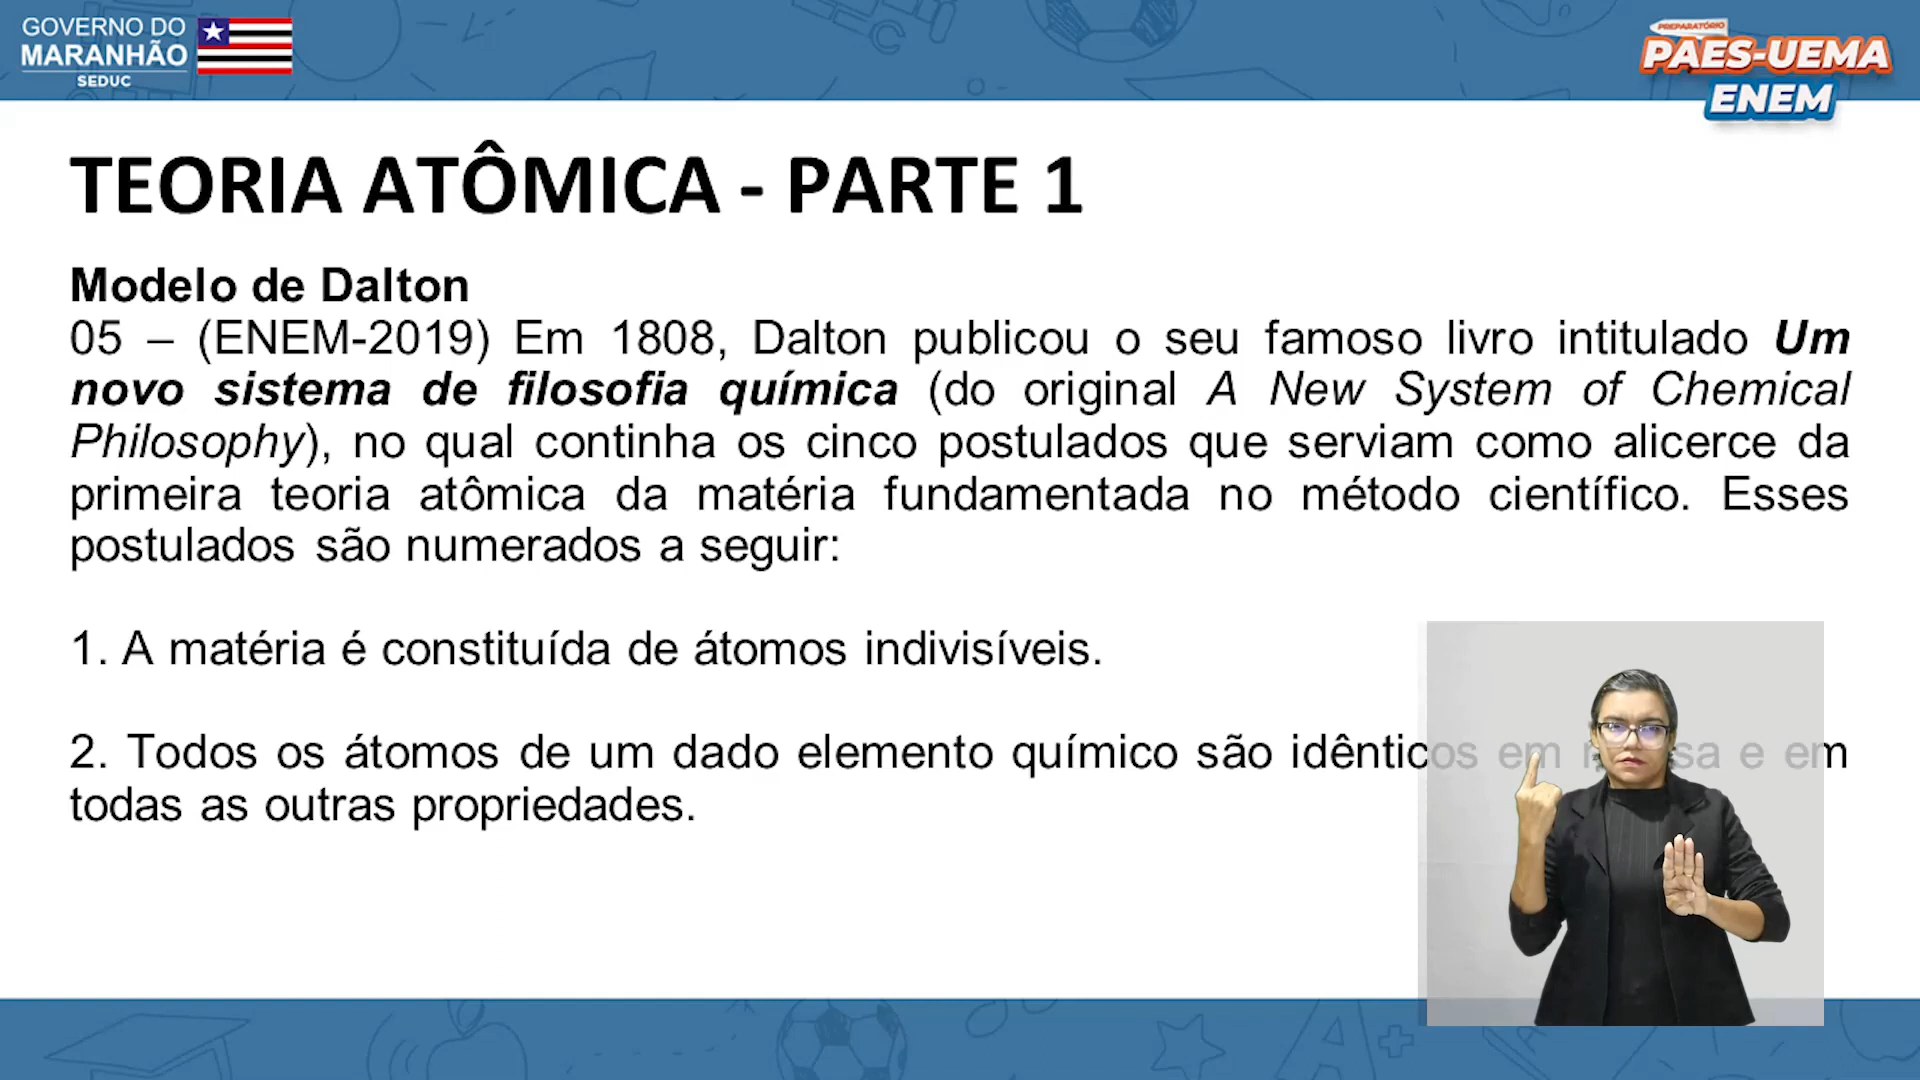 GOVERNO DO
MARANHÃO
SEDUC
PREPARATÓRIO
PAES-UEMA
ENEM
TEORIA ATÔMICA - PARTE 1
Modelo de Dalton
05 – (ENEM-2019) Em 1808, Dalton publicou o seu famoso livro intitulado Um
novo sistema de filosofia química (do original A New System of Chemical
Philosophy), no qual continha os cinco postulados que serviam como alicerce da
primeira teoria atômica da matéria fundamentada no método científico. Esses
postulados são numerados a seguir:
1. A matéria é constituída de átomos indivisíveis.
2. Todos os átomos de um dado elemento químico são idênticos em e em
todas as outras propriedades.
A+